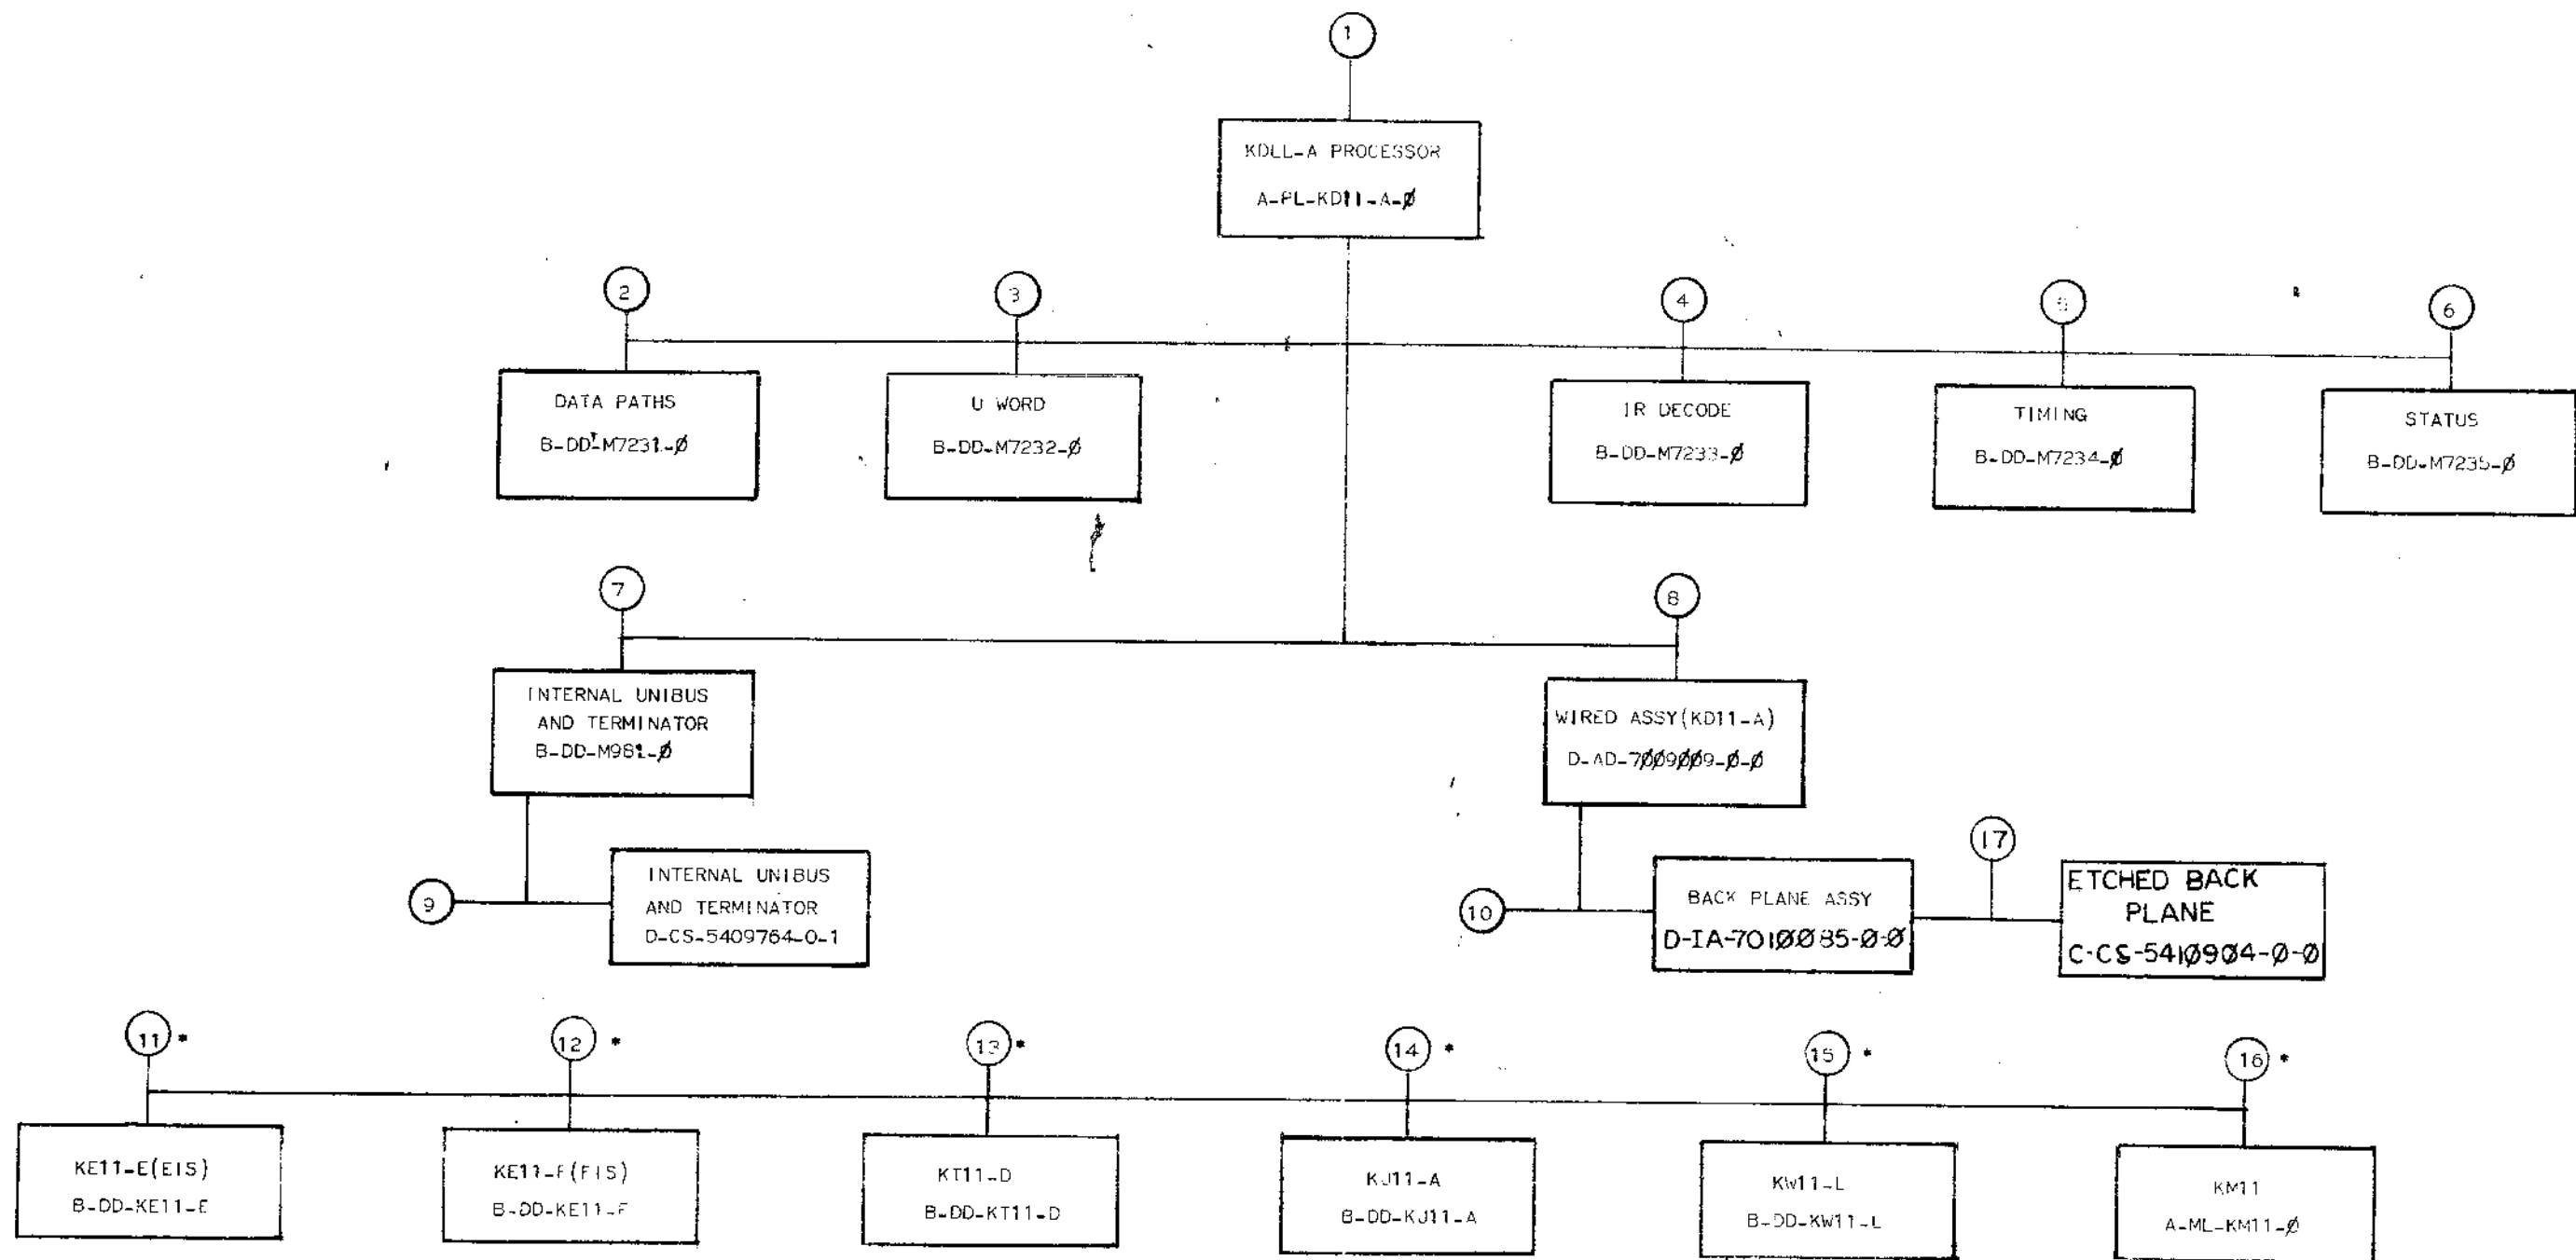 1
KDLL-A PROCESSOR
A-PL-KD11-A-Ø
2
3
4
5
6
DATA PATHS
B-DD-M7231-Ø
U WORD
B-DD-M7232-Ø
IR DECODE
B-DD-M7233-Ø
TIMING
B-DD-M7234-Ø
STATUS
B-DD-M7235-Ø
7
8
INTERNAL UNIBUS
AND TERMINATOR
B-DD-M981-Ø
WIRED ASSY(KD11-A)
D-AD-7ØØ9ØØ9-Ø-Ø
9
INTERNAL UNIBUS
AND TERMINATOR
D-CS-5409764-0-1
10
BACK PLANE ASSY
D-IA-701ØØ85-Ø-Ø
17
ETCHED BACK
PLANE
C-CS-541Ø9Ø4-Ø-Ø
11 *
12 *
13 *
14 *
15 *
16 *
KE11-E(EIS)
B-DD-KE11-E
KE11-F(FIS)
B-DD-KE11-F
KT11-D
B-DD-KT11-D
KJ11-A
B-DD-KJ11-A
KW11-L
B-DD-KW11-L
KM11
A-ML-KM11-Ø